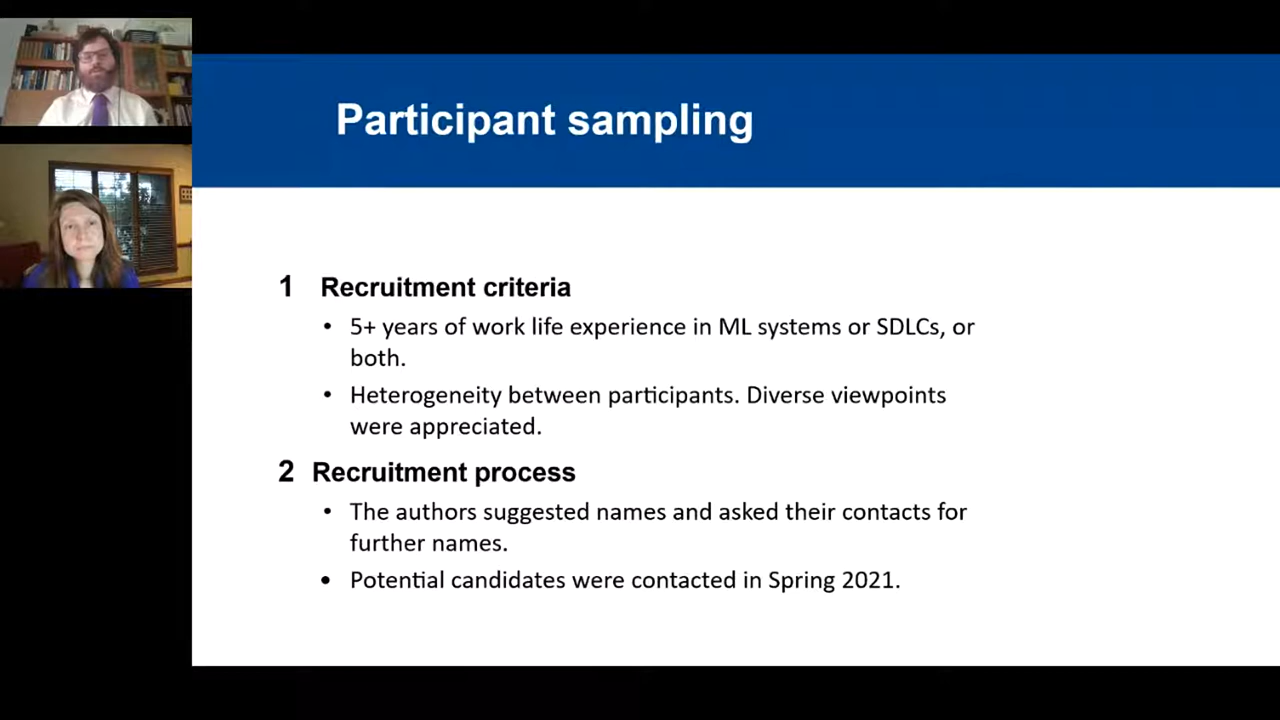 Participant sampling
1 Recruitment criteria
• 5+ years of work life experience in ML systems or SDLCs, or
both.
• Heterogeneity between participants. Diverse viewpoints
were appreciated.
2 Recruitment process
• The authors suggested names and asked their contacts for
further names.
• Potential candidates were contacted in Spring 2021.